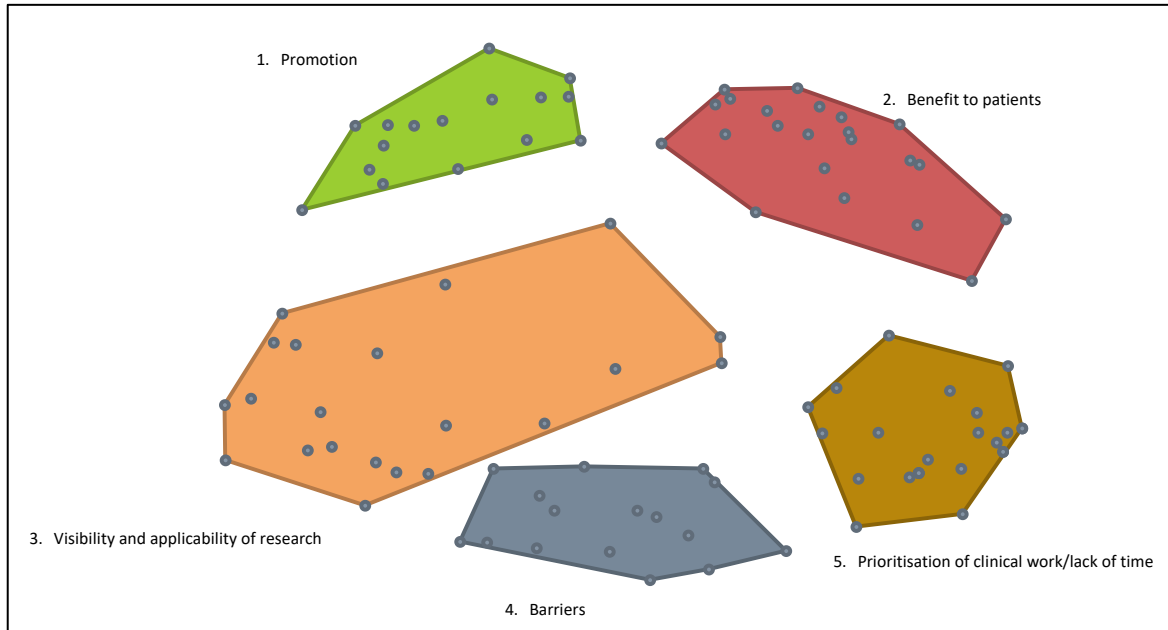 1. Promotion
2. Benefit to patients
3. Visibility and applicability of research
4. Barriers
5. Prioritisation of clinical work/lack of time